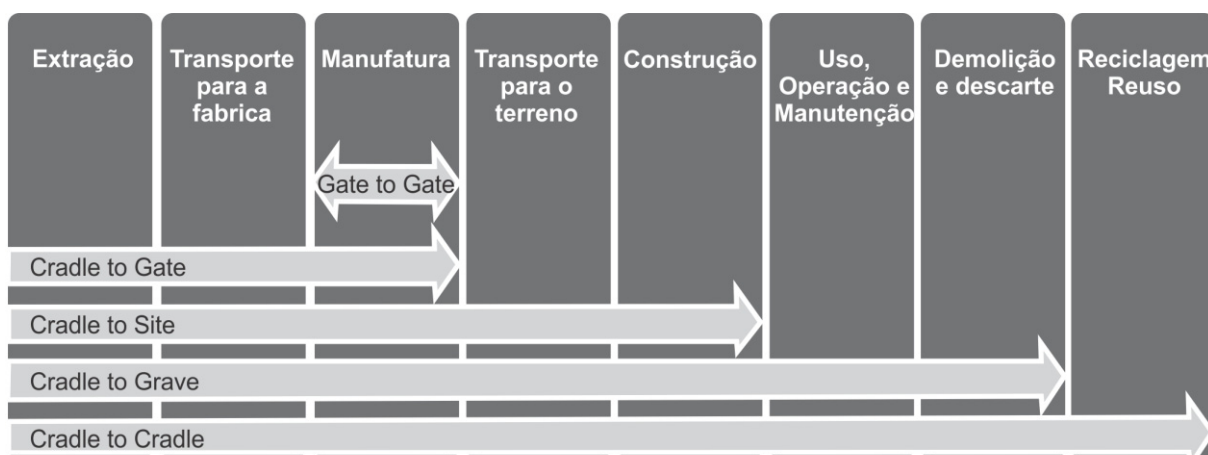 Extração
Transporte
para a
fabrica
Manufatura
Transporte
para o
terreno
Construção
Uso,
Operação e
Manutenção
Demolição
e descarte
Reciclagem
Reuso
Gate to Gate
Cradle to Gate
Cradle to Site
Cradle to Grave
Cradle to Cradle